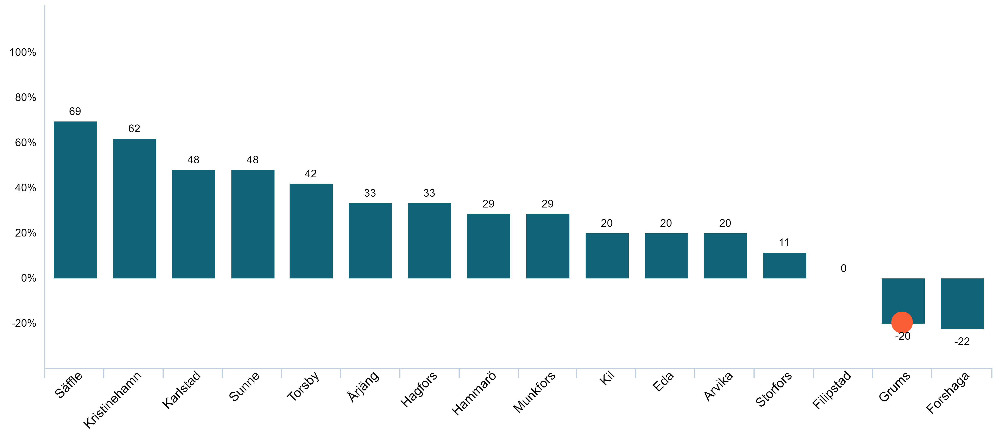 100%
80%
60%
40%
20%
0%
-20%
69
62
48
48
42
33
33
29
29
20
20
20
11
0
-20
-22
Säffle
Kristinehamn
Karlstad
Sunne
Torsby
Årjäng
Hagfors
Hammarö
Munkfors
Kil
Eda
Arvika
Storfors
Filipstad
Grums
Forshaga